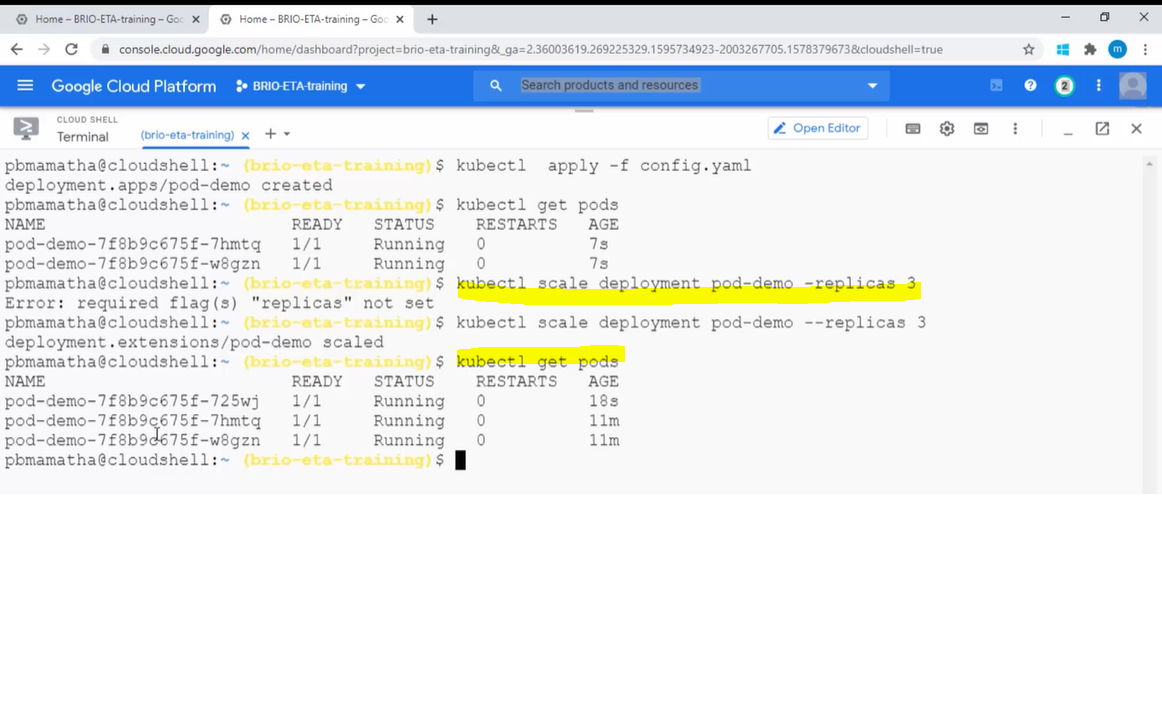 Home – BRIO-ETA-training – Goo
Home – BRIO-ETA-training – Goo
console.cloud.google.com/home/dashboard?project=brio-eta-training&_ga=2.36003619.269225329.1595734923-2003267705.1578379673&cloudshell=true
m
Google Cloud Platform
BRIO-ETA-training
Search products and resources
2
CLOUD SHELL
Terminal
(brio-eta-training)
Open Editor
pbmamatha@cloudshell:~ (brio-eta-training)$ kubectl  apply -f config.yaml
deployment.apps/pod-demo created
pbmamatha@cloudshell:~ (brio-eta-training)$ kubectl get pods
NAME READY STATUS RESTARTS AGE
pod-demo-7f8b9c675f-7hmtq 1/1 Running 0 7s
pod-demo-7f8b9c675f-w8gzn 1/1 Running 0 7s
pbmamatha@cloudshell:~ (brio-eta-training)$ kubectl scale deployment pod-demo -replicas 3
Error: required flag(s) "replicas" not set
pbmamatha@cloudshell:~ (brio-eta-training)$ kubectl scale deployment pod-demo --replicas 3
deployment.extensions/pod-demo scaled
pbmamatha@cloudshell:~ (brio-eta-training)$ kubectl get pods
NAME READY STATUS RESTARTS AGE
pod-demo-7f8b9c675f-725wj 1/1 Running 0 18s
pod-demo-7f8b9c675f-7hmtq 1/1 Running 0 11m
pod-demo-7f8b9c675f-w8gzn 1/1 Running 0 11m
pbmamatha@cloudshell:~ (brio-eta-training)$